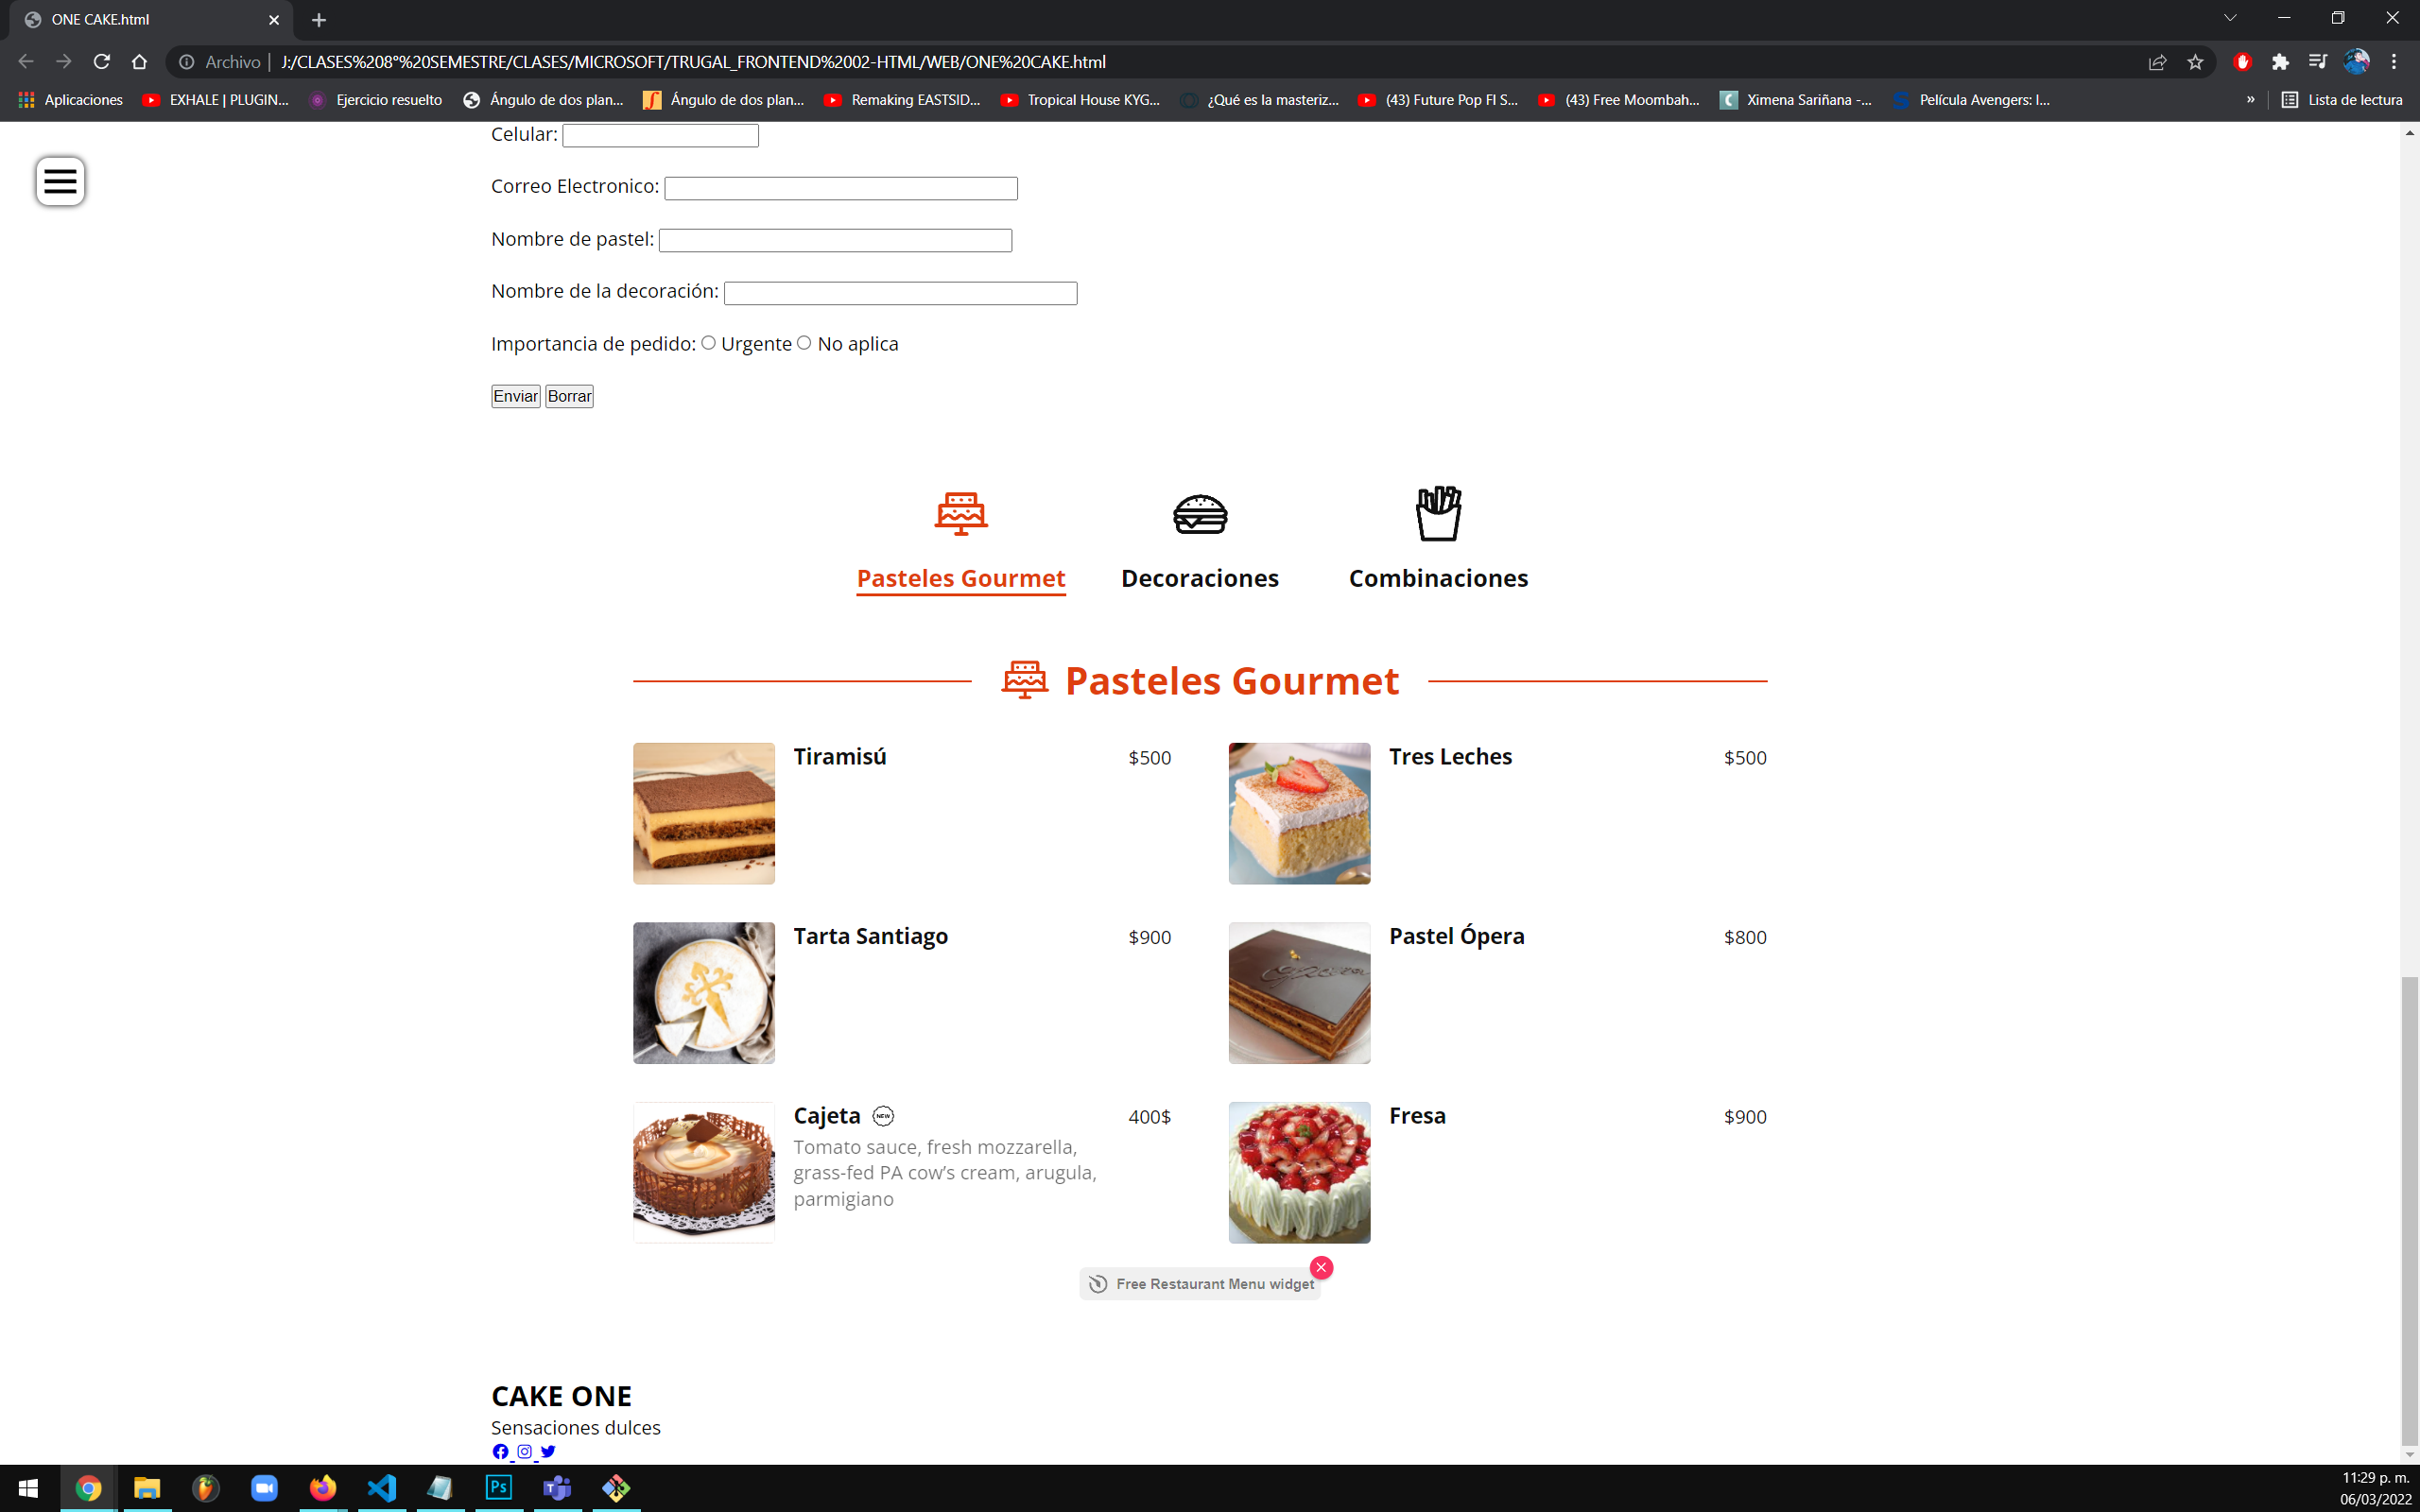 ONE CAKE.html
Archivo | J:/CLASES%208°%20SEMESTRE/CLASES/MICROSOFT/TRUGAL_FRONTEND%2002-HTML/WEB/ONE%20CAKE.html
Aplicaciones EXHALE | PLUGIN... Ejercicio resuelto Ángulo de dos plan... Ángulo de dos plan... Remaking EASTSID... Tropical House KYG... ¿Qué es la masteriz... (43) Future Pop Fl S... (43) Free Moombah... Ximena Sariñana -... Película Avengers: I... » Lista de lectura
Celular:
Correo Electronico:
Nombre de pastel:
Nombre de la decoración:
Importancia de pedido: Urgente No aplica
Enviar Borrar
Pasteles Gourmet Decoraciones Combinaciones
Pasteles Gourmet
Tiramisú $500 Tres Leches $500
Tarta Santiago $900 Pastel Ópera $800
Cajeta NEW 400$ Fresa $900
Tomato sauce, fresh mozzarella,
grass-fed PA cow’s cream, arugula,
parmigiano
Free Restaurant Menu widget
CAKE ONE
Sensaciones dulces
Ps
11:29 p. m.
06/03/2022